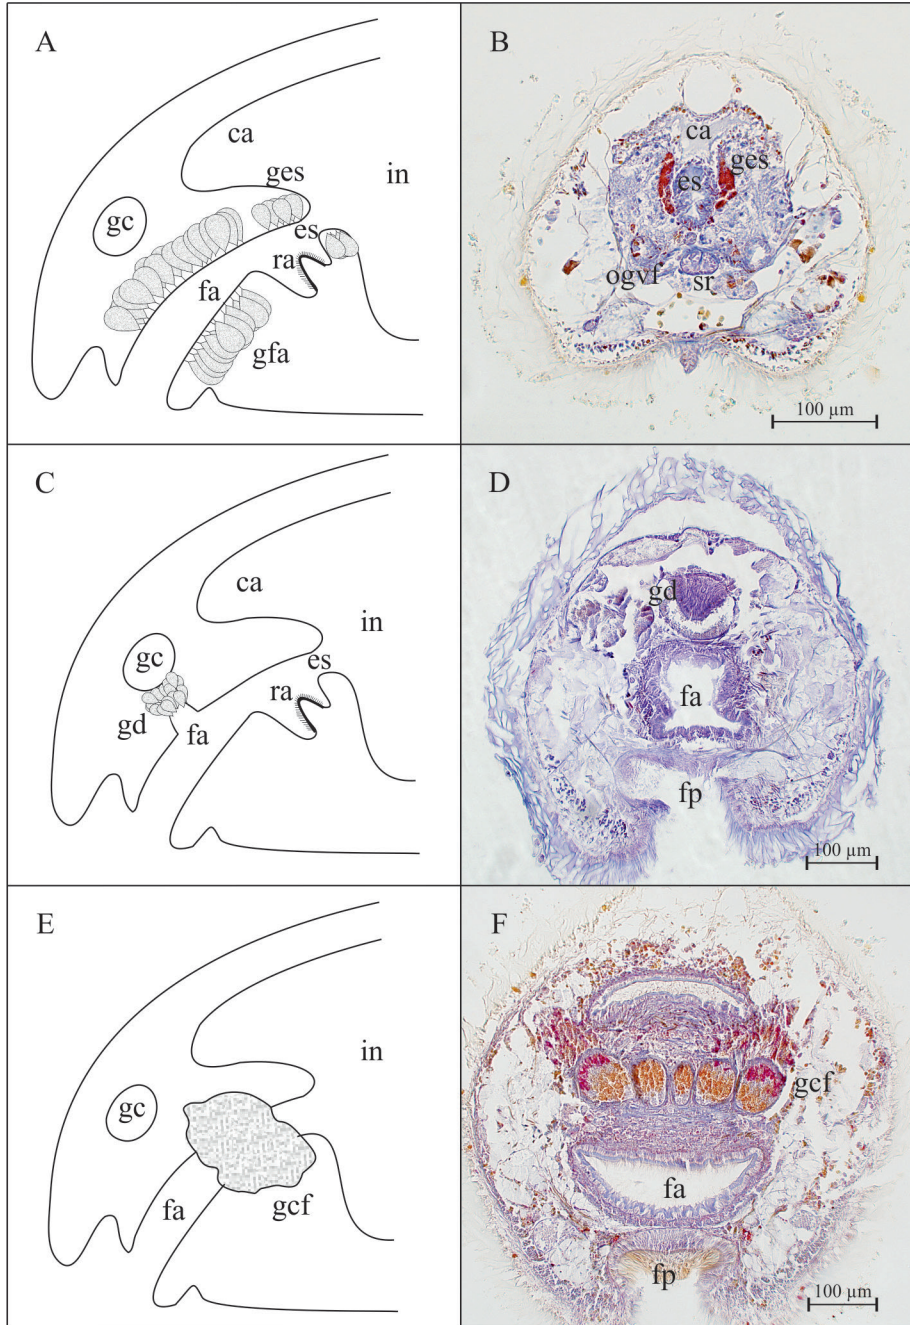 A
ca
ges
in
gc
es
ra
fa
gfa
B
ca
ges
es
ogvf
sr
100 µm
C
ca
in
gc
es
ra
gd
fa
D
gd
fa
fp
100 µm
E
in
gc
fa
gcf
F
gcf
fa
fp
100 µm